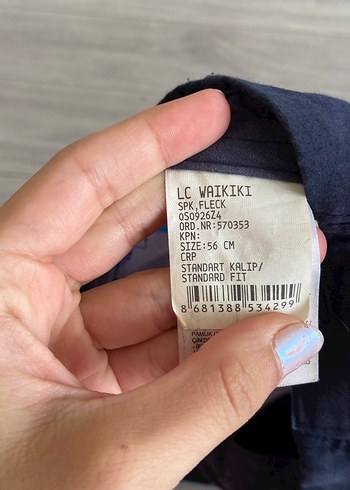 LC WAIKIKI
SPK,FLECK
OS0926Z4
ORD.NR:570353
KPN:
SIZE:56 CM
CRP
STANDART KALIP/
STANDARD FIT
8 681388 534299